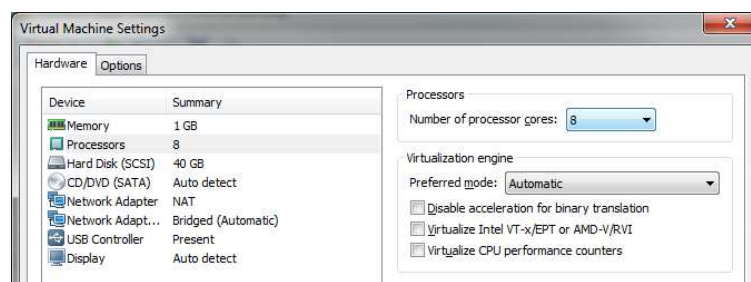 Virtual Machine Settings
Hardware Options
Device Summary
Memory 1 GB
Processors 8
Hard Disk (SCSI) 40 GB
CD/DVD (SATA) Auto detect
Network Adapter NAT
Network Adapt... Bridged (Automatic)
USB Controller Present
Display Auto detect
Processors
Number of processor cores: 8
Virtualization engine
Preferred mode: Automatic
Disable acceleration for binary translation
Virtualize Intel VT-x/EPT or AMD-V/RVI
Virtualize CPU performance counters